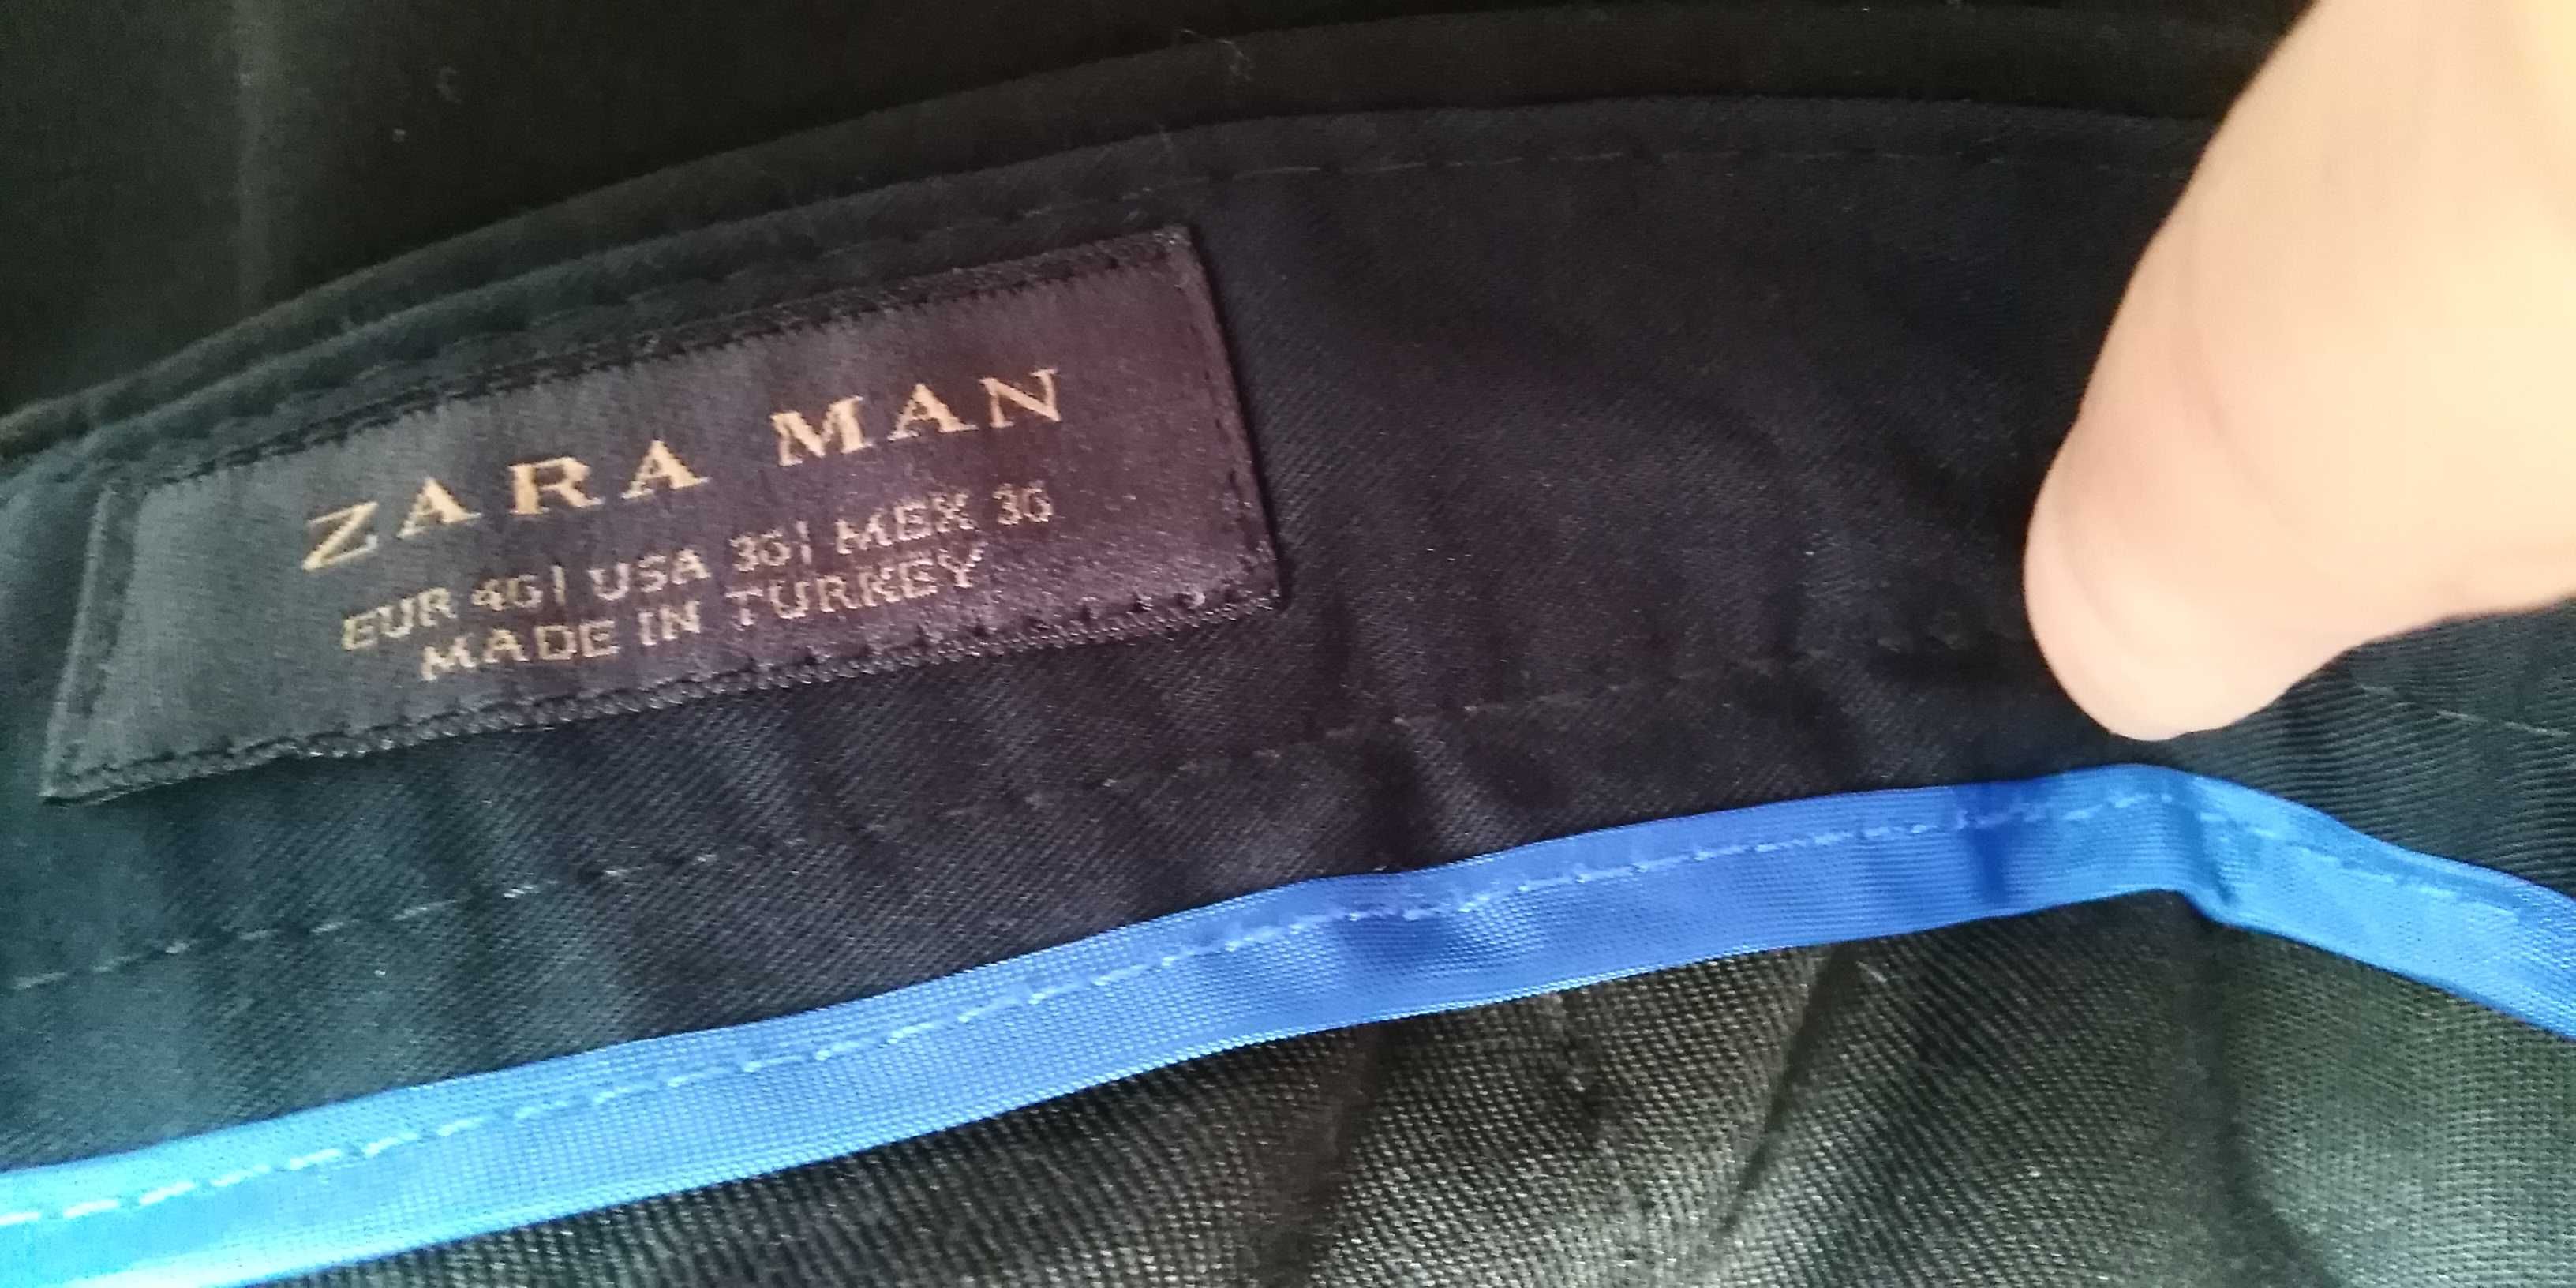 ZARA MAN
EUR 46| USA 36| MEX 36
MADE IN TURKEY